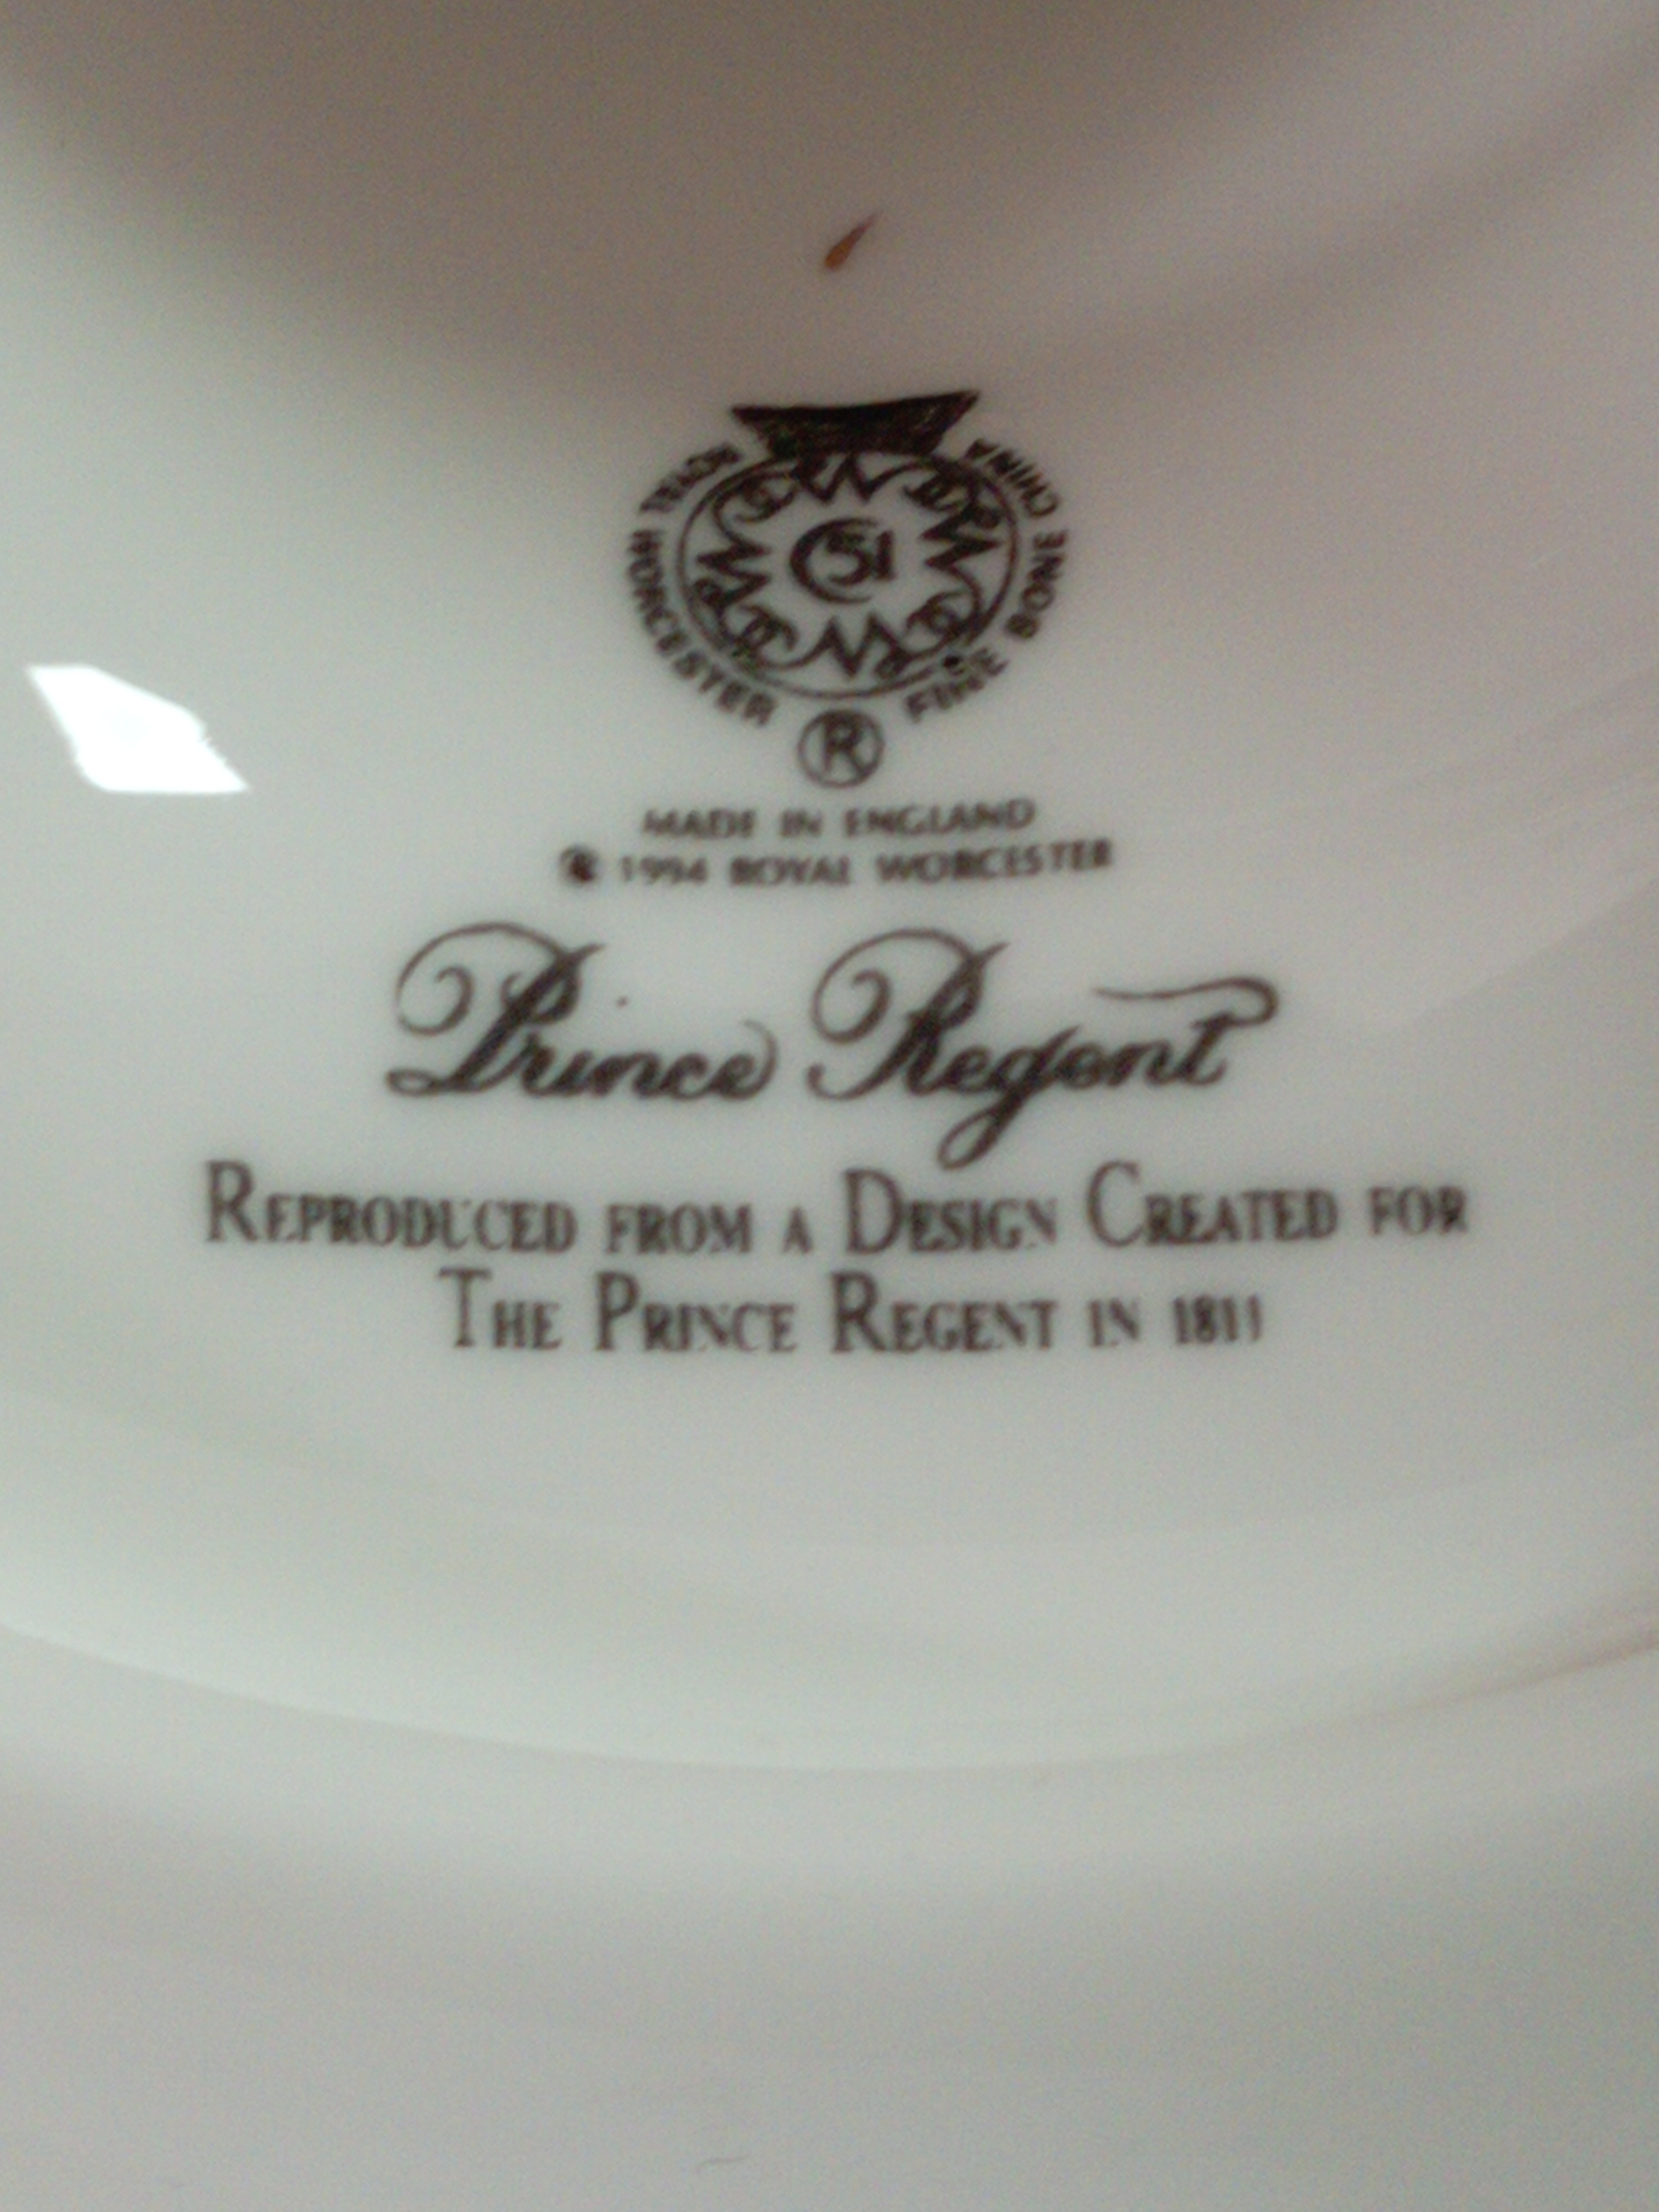 ROYAL WORCESTER FINE BONE CHINA
51
®
MADE IN ENGLAND
© 1994 ROYAL WORCESTER
Prince Regent
REPRODUCED FROM A DESIGN CREATED FOR
THE PRINCE REGENT IN 1811